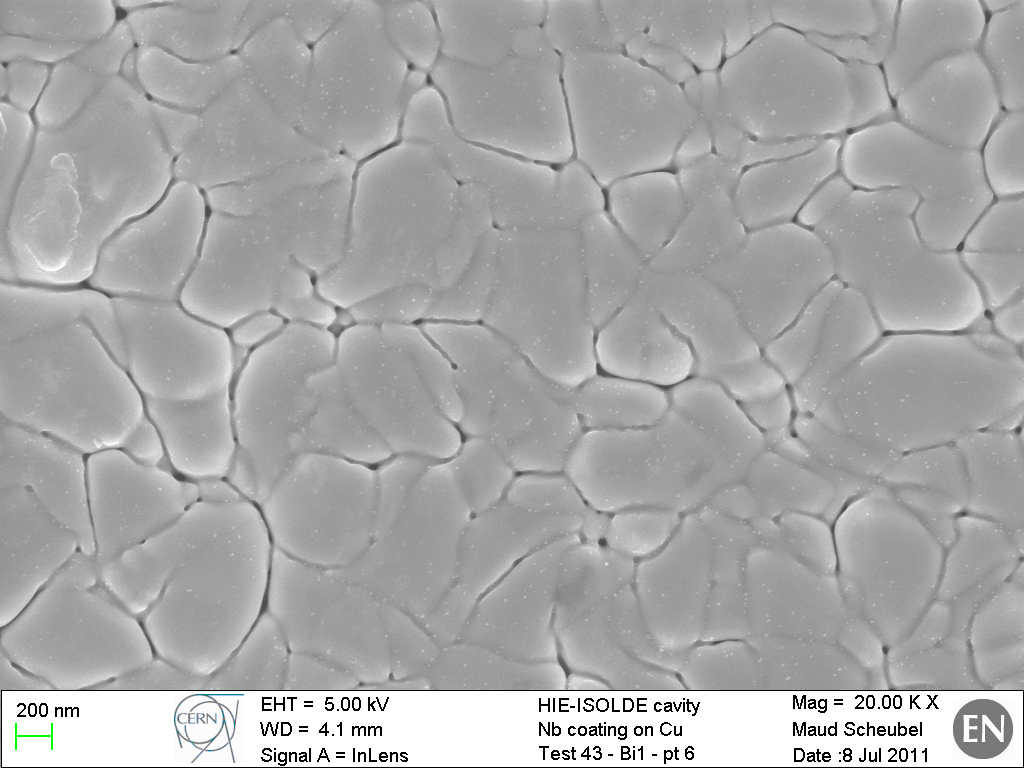 200 nm
CERN
EHT = 5.00 kV
WD = 4.1 mm
Signal A = InLens
HIE-ISOLDE cavity
Nb coating on Cu
Test 43 - Bi1 - pt 6
Mag = 20.00 K X
Maud Scheubel
Date :8 Jul 2011
EN